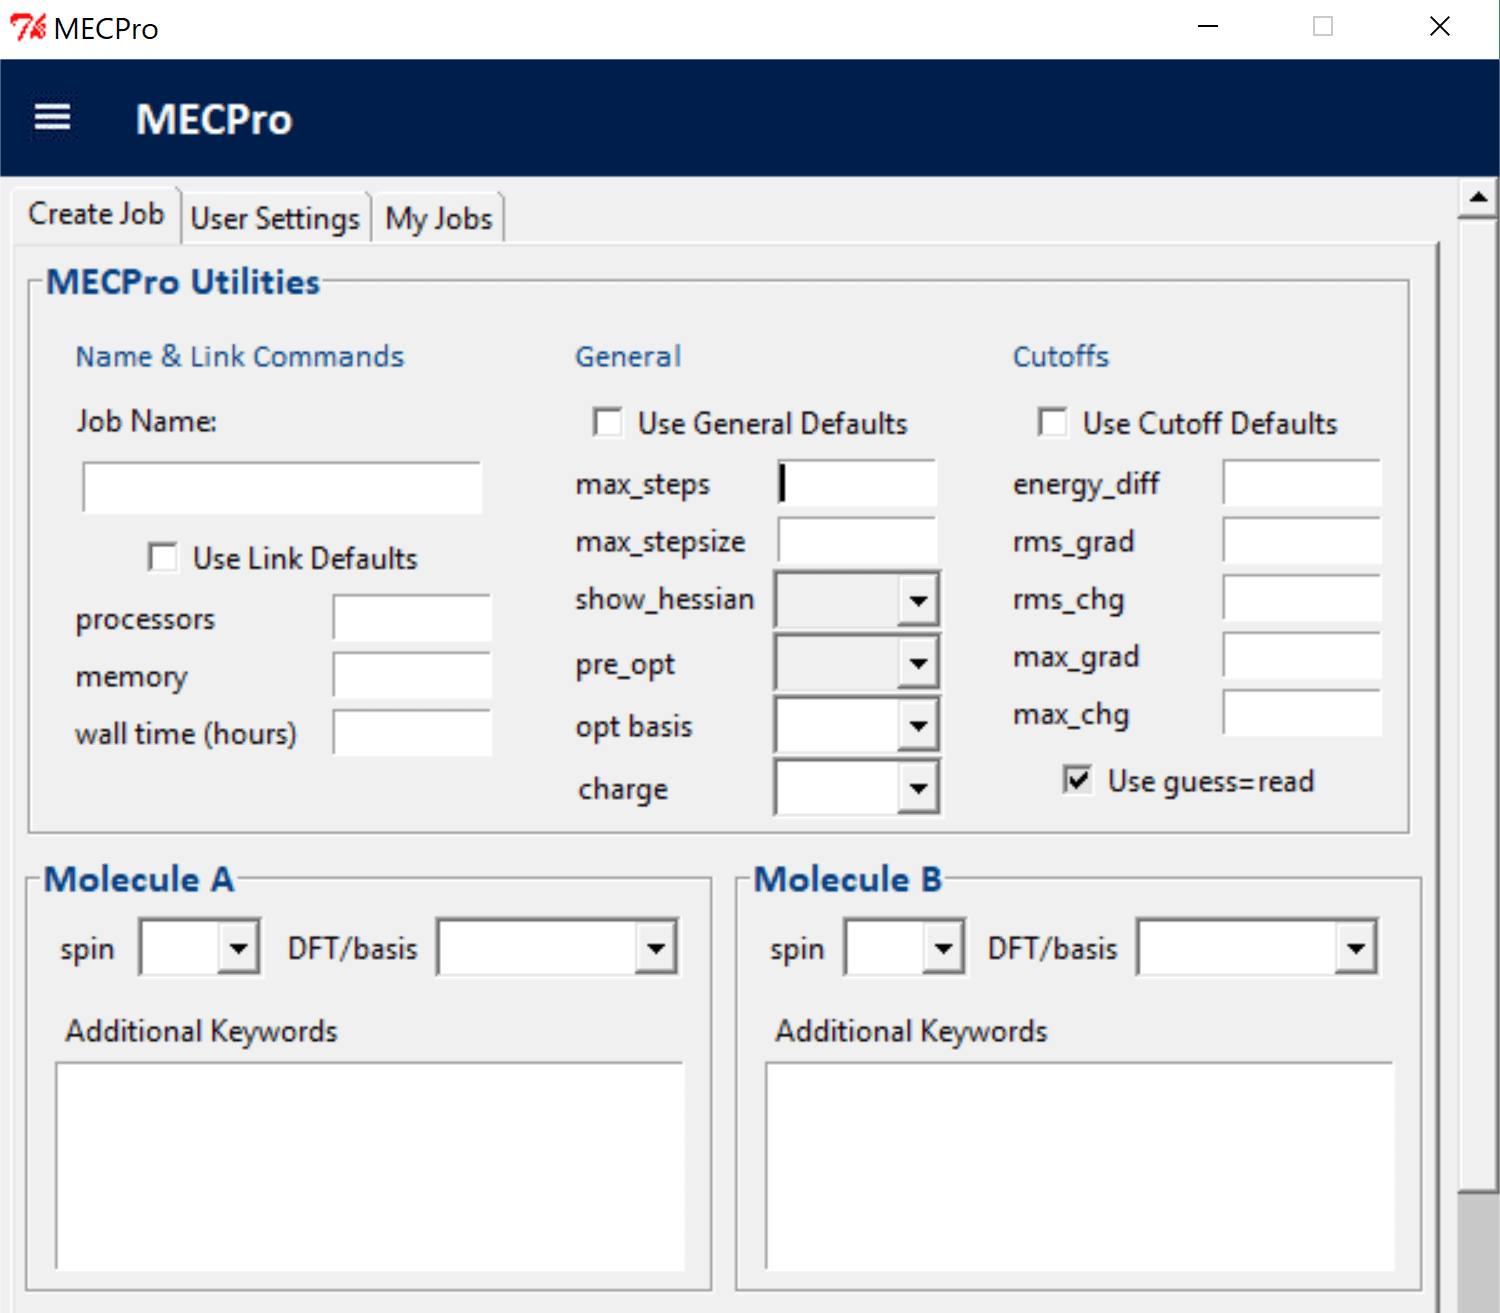 MECPro
MECPro
Create Job
User Settings
My Jobs
MECPro Utilities
Name & Link Commands
Job Name:
Use Link Defaults
processors
memory
wall time (hours)
General
Use General Defaults
max_steps
max_stepsize
show_hessian
pre_opt
opt basis
charge
Cutoffs
Use Cutoff Defaults
energy_diff
rms_grad
rms_chg
max_grad
max_chg
Use guess=read
Molecule A
spin
DFT/basis
Additional Keywords
Molecule B
spin
DFT/basis
Additional Keywords